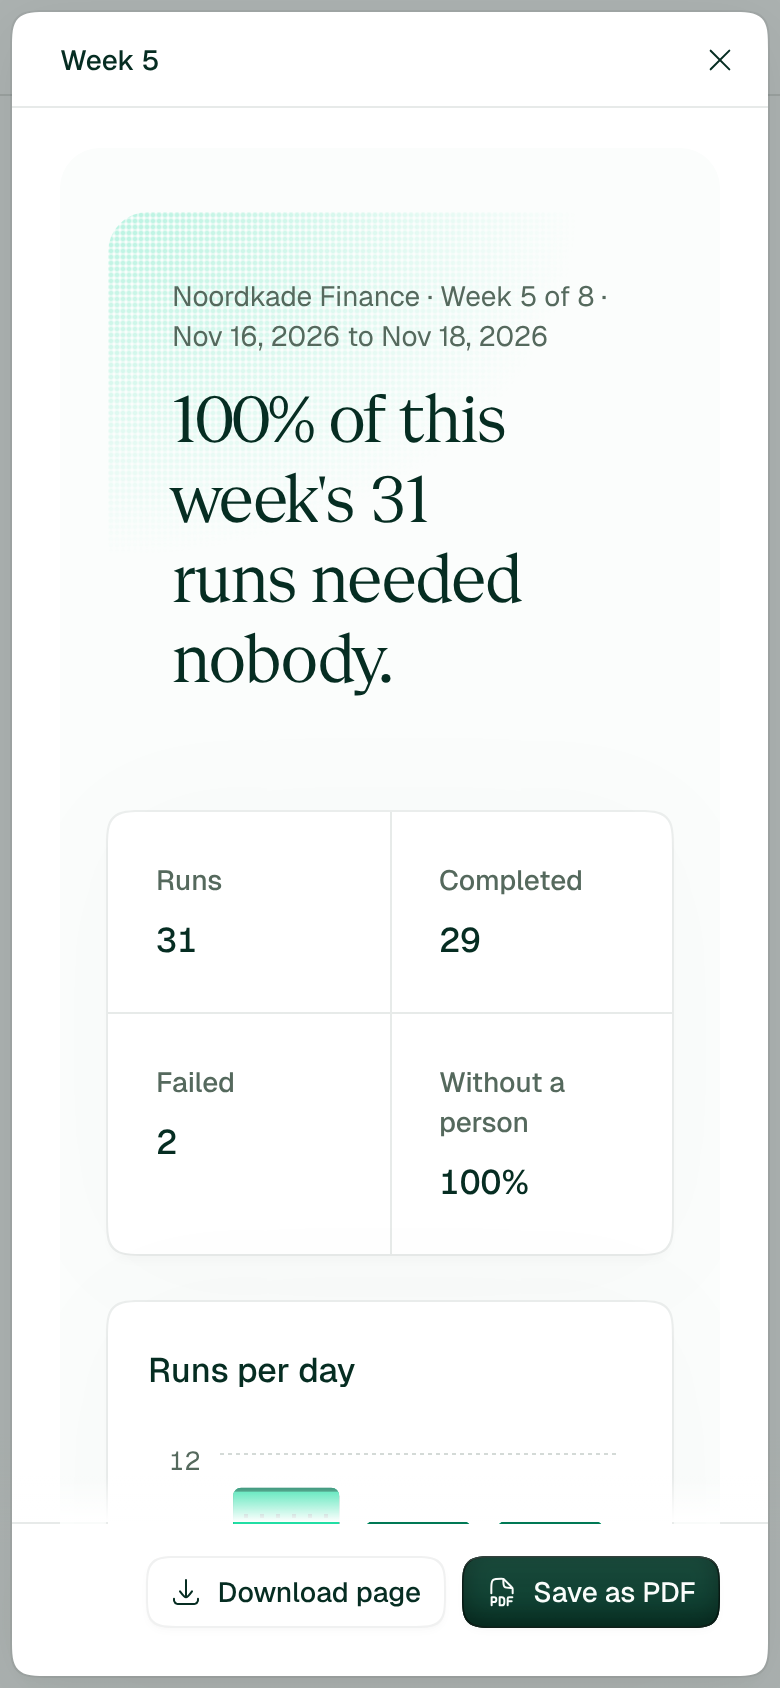 Week 5
Noordkade Finance · Week 5 of 8 ·
Nov 16, 2026 to Nov 18, 2026
100% of this
week's 31
runs needed
nobody.
Runs
31
Completed
29
Failed
2
Without a
person
100%
Runs per day
12
Download page
PDF
Save as PDF